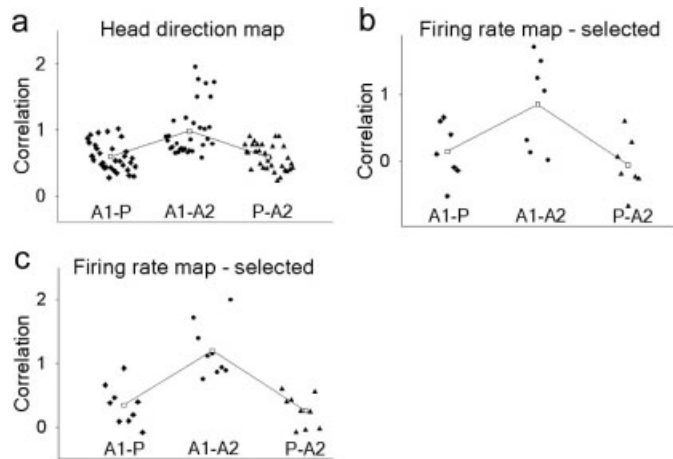 a
Head direction map
Correlation
2
1
0
A1-P A1-A2 P-A2
b
Firing rate map - selected
Correlation
1
0
A1-P A1-A2 P-A2
c
Firing rate map - selected
Correlation
2
1
0
A1-P A1-A2 P-A2